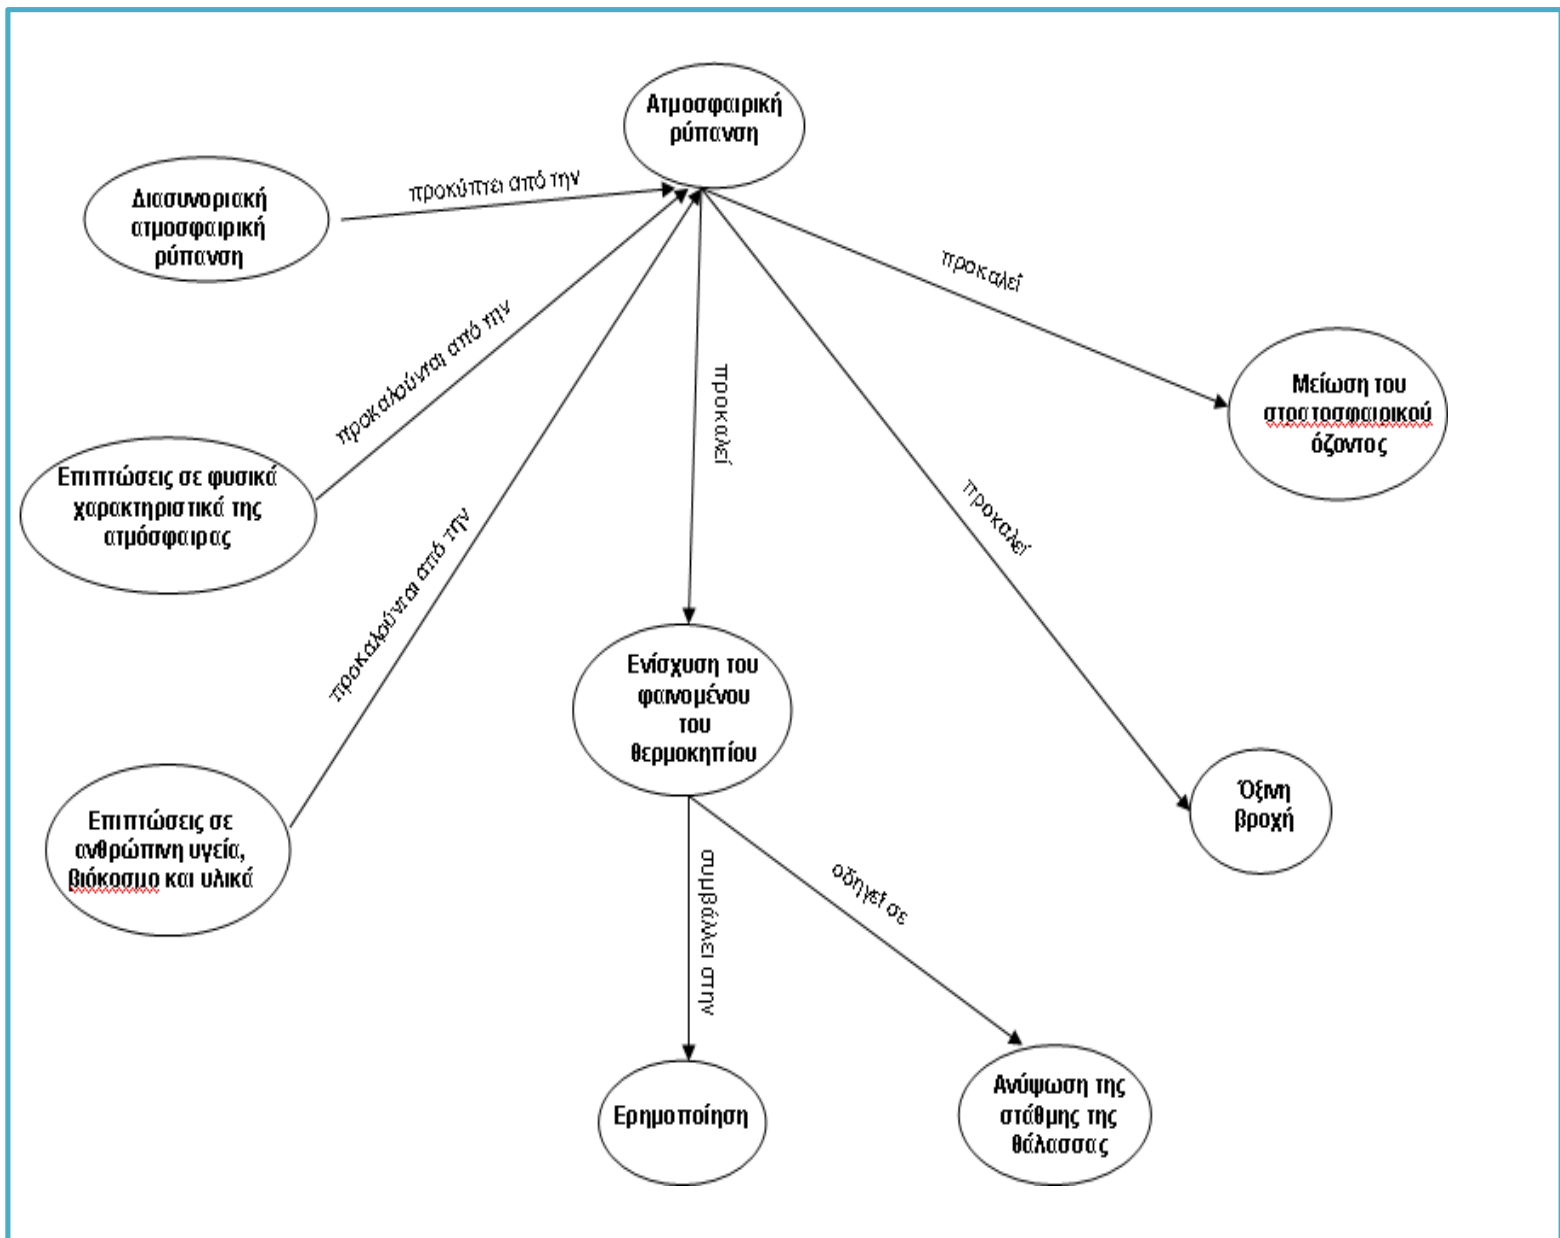 Ατμοσφαιρική
ρύπανση
προκύπτει από την
Διασυνοριακή
ατμοσφαιρική
ρύπανση
προκαλεί
προκαλούνται από την
προκαλεί
Μείωση του
στρατοσφαιρικού
όζοντος
Επιπτώσεις σε φυσικά
χαρακτηριστικά της
ατμόσφαιρας
προκαλεί
προκαλούνται από την
Ενίσχυση του
φαινομένου
του
θερμοκηπίου
Όξινη
βροχή
Επιπτώσεις σε
ανθρώπινη υγεία,
βιόκοσμο και υλικά
συμβάλλει στην
οδηγεί σε
Ερημοποίηση
Ανύψωση της
στάθμης της
θάλασσας